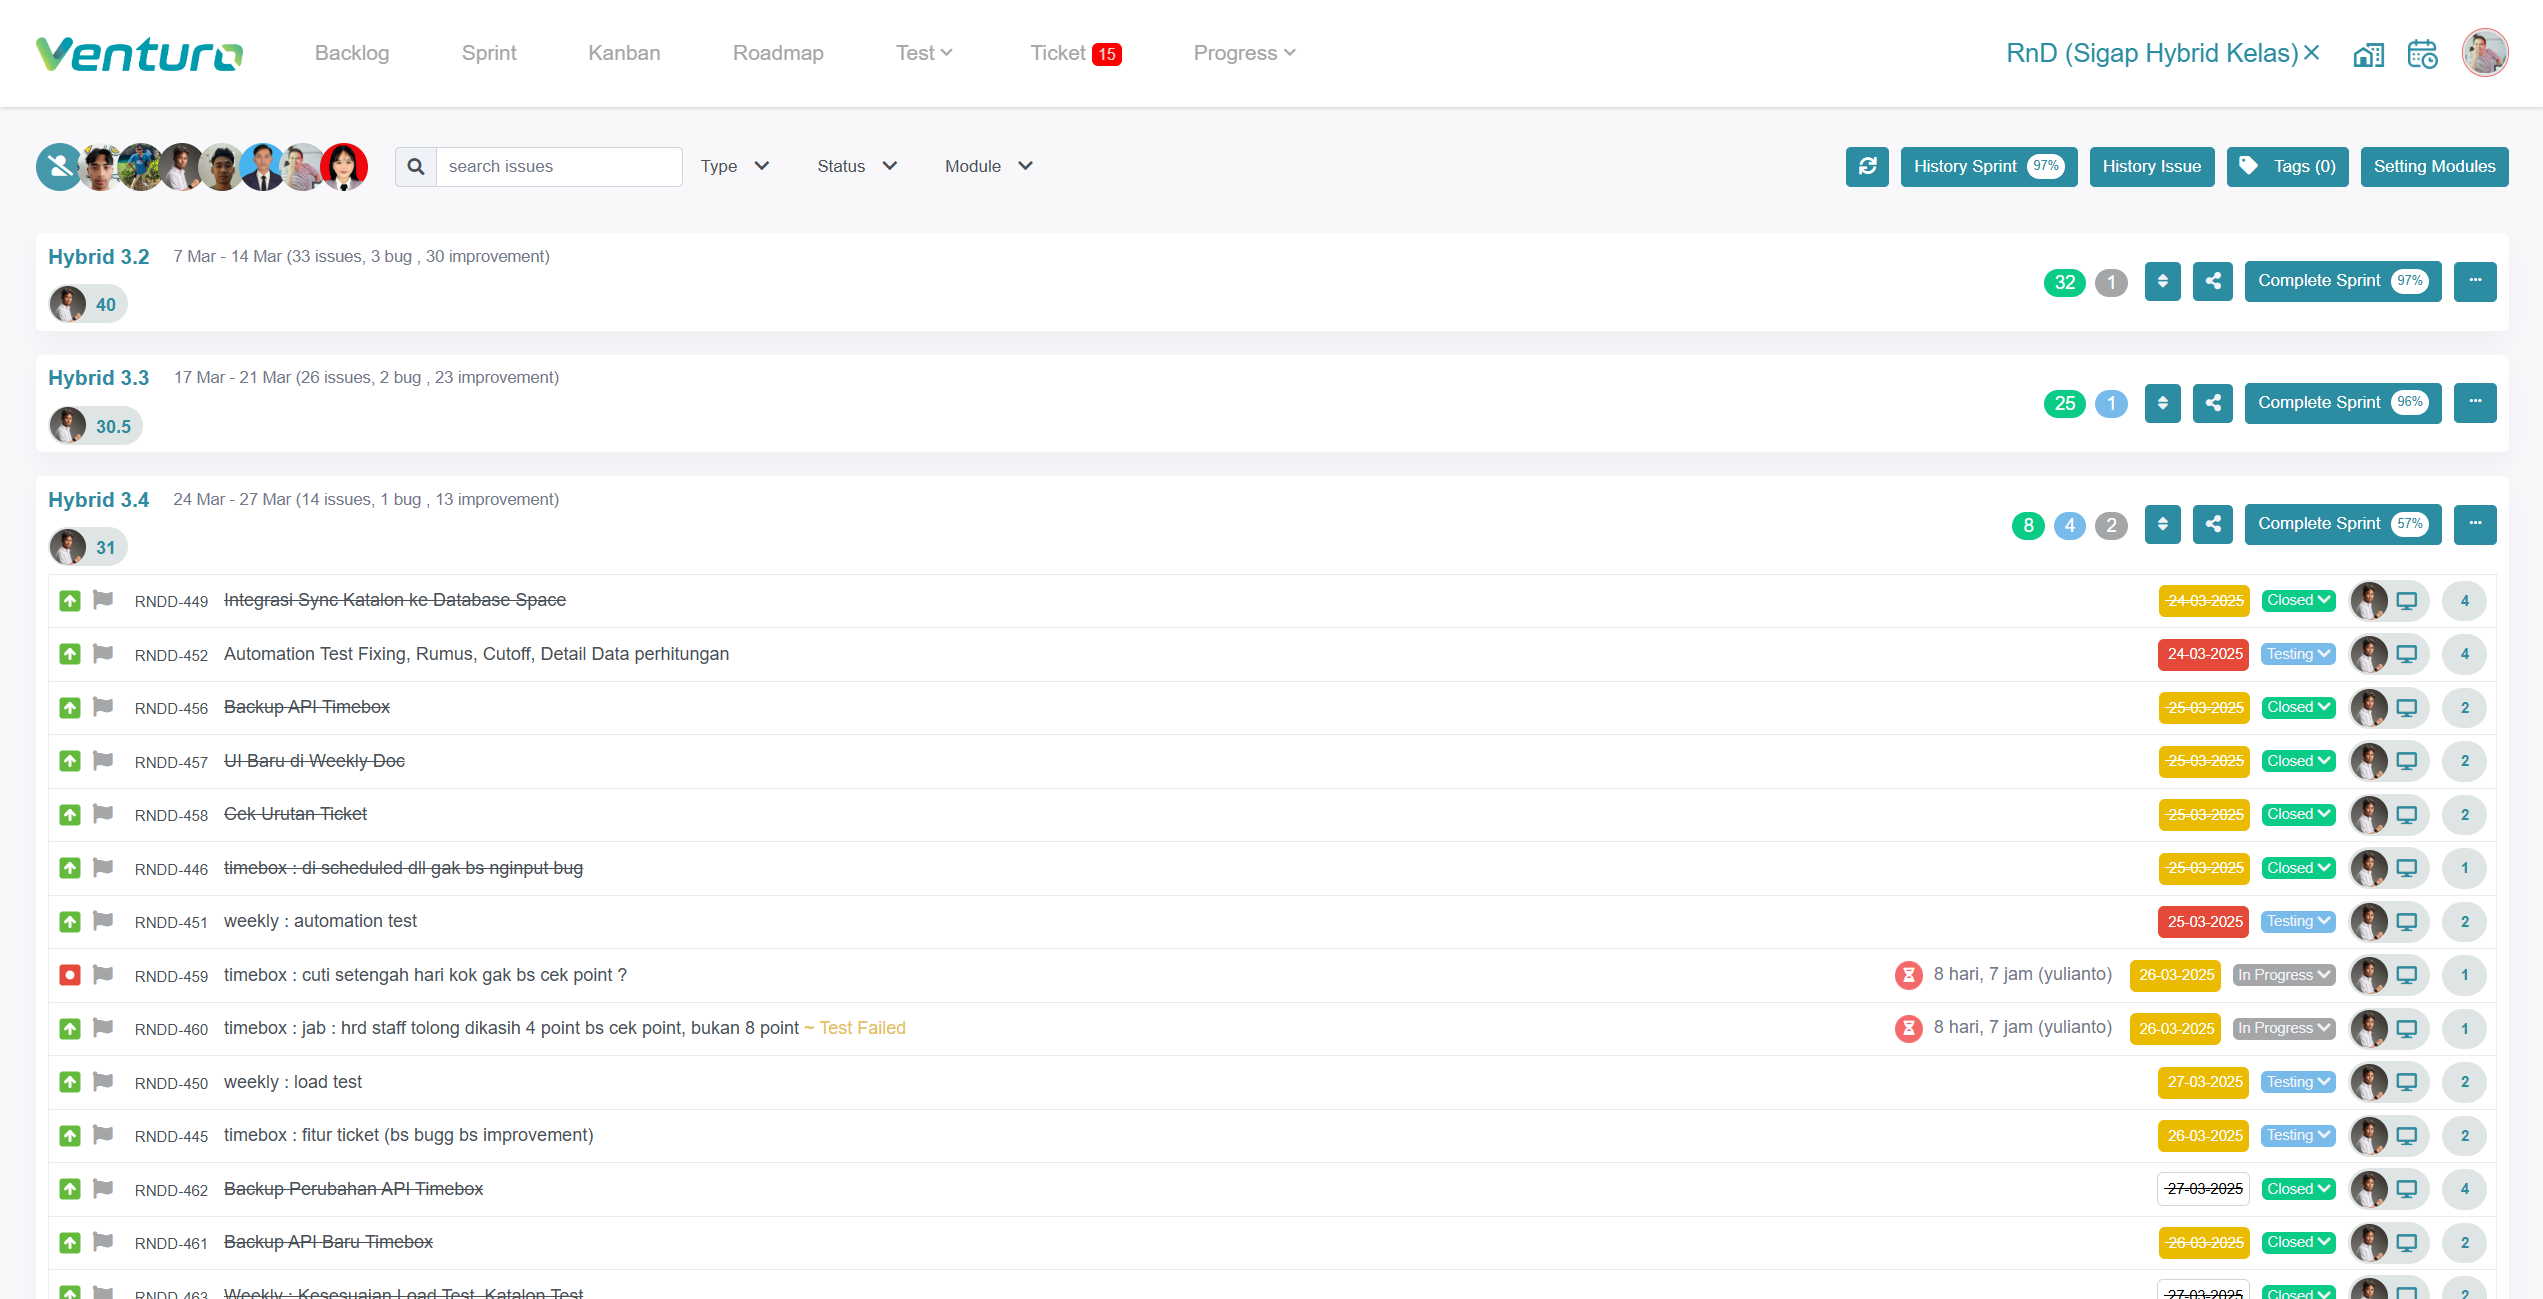 Venturo
Backlog
Sprint
Kanban
Roadmap
Test
Ticket 15
Progress
RnD (Sigap Hybrid Kelas) ×
search issues
Type
Status
Module
History Sprint 97%
History Issue
Tags (0)
Setting Modules
Hybrid 3.2 7 Mar - 14 Mar (33 issues, 3 bug , 30 improvement)
40
32 1 Complete Sprint 97% ...
Hybrid 3.3 17 Mar - 21 Mar (26 issues, 2 bug , 23 improvement)
30.5
25 1 Complete Sprint 96% ...
Hybrid 3.4 24 Mar - 27 Mar (14 issues, 1 bug , 13 improvement)
31
8 4 2 Complete Sprint 57% ...
RNDD-449 Integrasi Sync Katalon ke Database Space 24-03-2025 Closed 4
RNDD-452 Automation Test Fixing, Rumus, Cutoff, Detail Data perhitungan 24-03-2025 Testing 4
RNDD-456 Backup API Timebox 25-03-2025 Closed 2
RNDD-457 UI Baru di Weekly Doc 25-03-2025 Closed 2
RNDD-458 Cek Urutan Ticket 25-03-2025 Closed 2
RNDD-446 timebox : di scheduled dll gak bs nginput bug 25-03-2025 Closed 1
RNDD-451 weekly : automation test 25-03-2025 Testing 2
RNDD-459 timebox : cuti setengah hari kok gak bs cek point ? 8 hari, 7 jam (yulianto) 26-03-2025 In Progress 1
RNDD-460 timebox : jab : hrd staff tolong dikasih 4 point bs cek point, bukan 8 point ~ Test Failed 8 hari, 7 jam (yulianto) 26-03-2025 In Progress 1
RNDD-450 weekly : load test 27-03-2025 Testing 2
RNDD-445 timebox : fitur ticket (bs bugg bs improvement) 26-03-2025 Testing 2
RNDD-462 Backup Perubahan API Timebox 27-03-2025 Closed 4
RNDD-461 Backup API Baru Timebox 26-03-2025 Closed 2
RNDD-463 Weekly : Kesesuaian Load Test, Katalon Test 27-03-2025 Closed 2